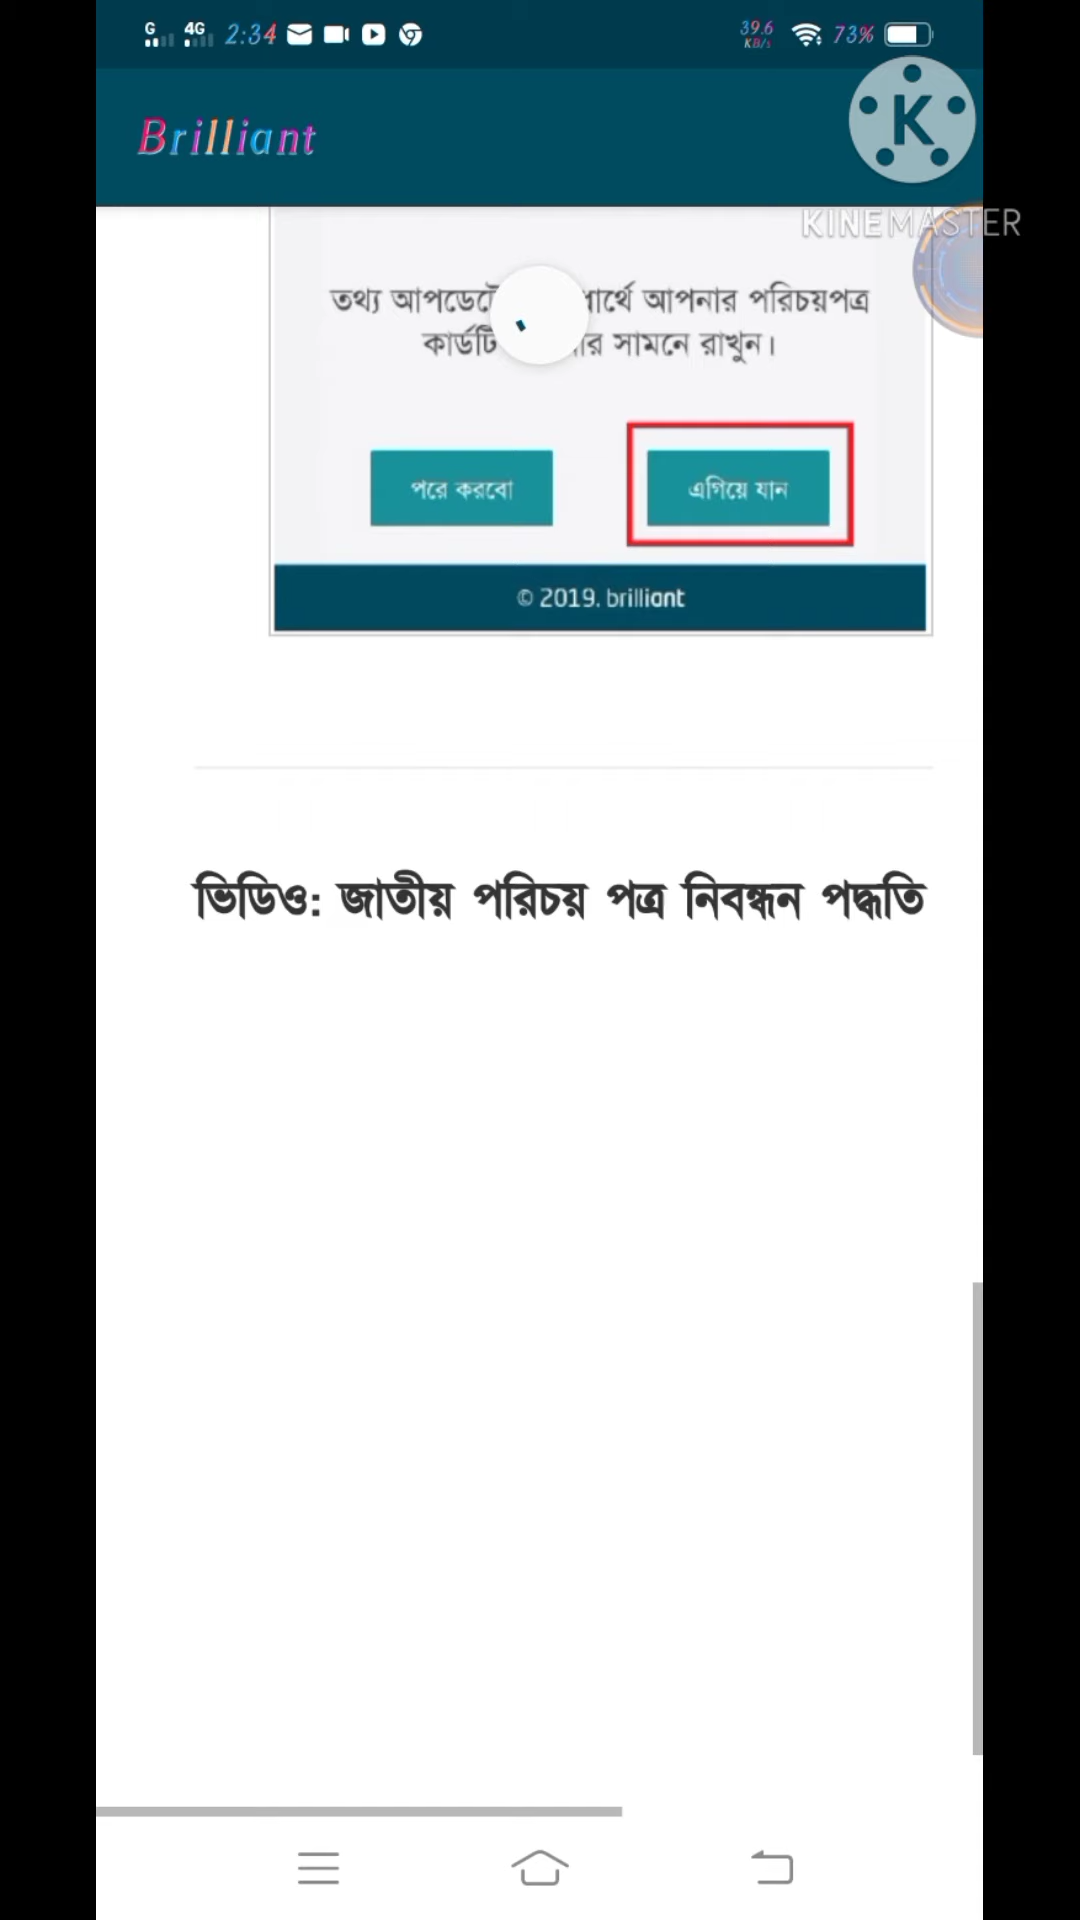 G 4G 2:34 39.6 KB/s 73%
Brilliant
K
KINEMASTER
তথ্য আপডেটে আপনার পরিচয়পত্র
কার্ডটি সামনে রাখুন।
পরে করবো এগিয়ে যান
© 2019. brilliant
ভিডিও: জাতীয় পরিচয় পত্র নিবন্ধন পদ্ধতি